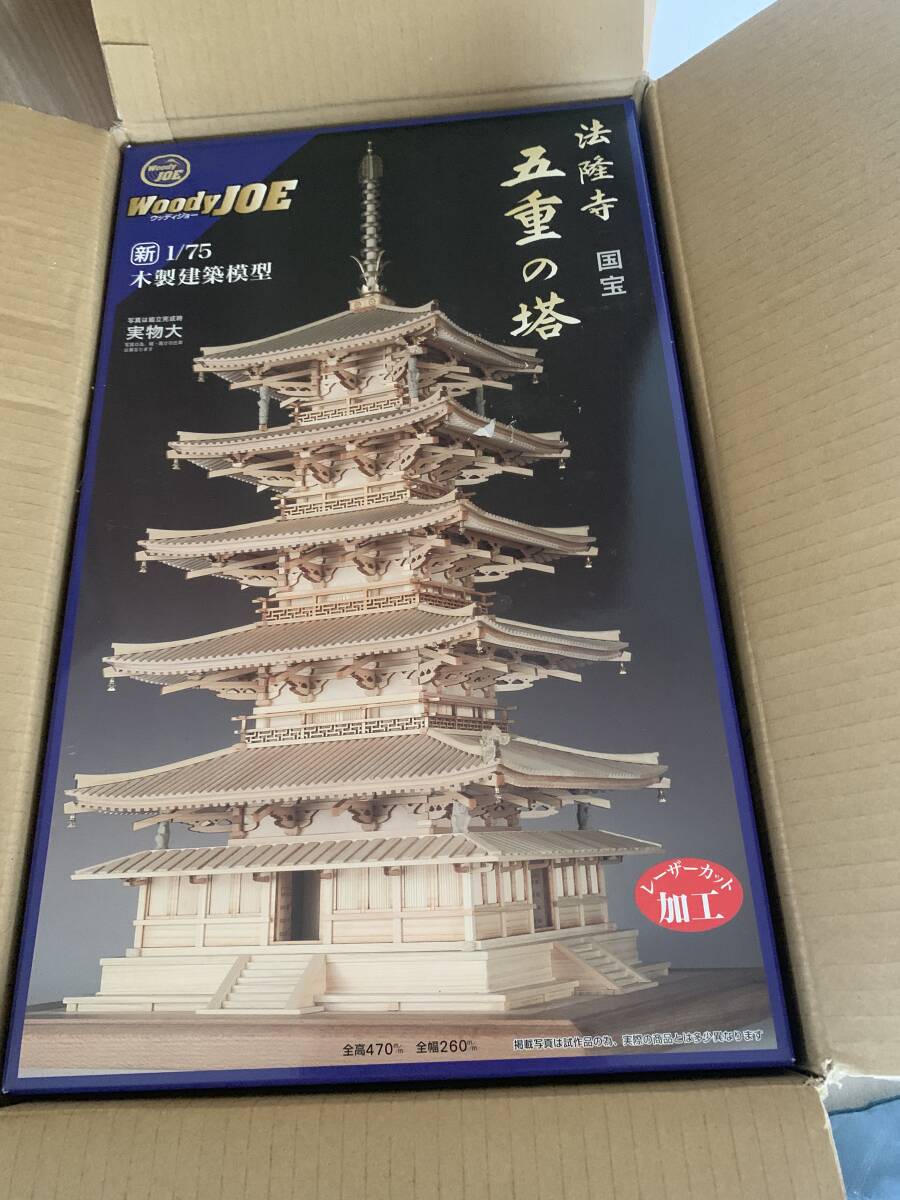 Woody
JOE
WoodyJOE
ウッディジョー
新 1/75
木製建築模型
写真は組立完成時
実物大
法隆寺 国宝
五重の塔
レーザーカット
加工
全高470m/m 全幅260m/m
掲載写真は試作品の為、実際の商品とは多少異なります